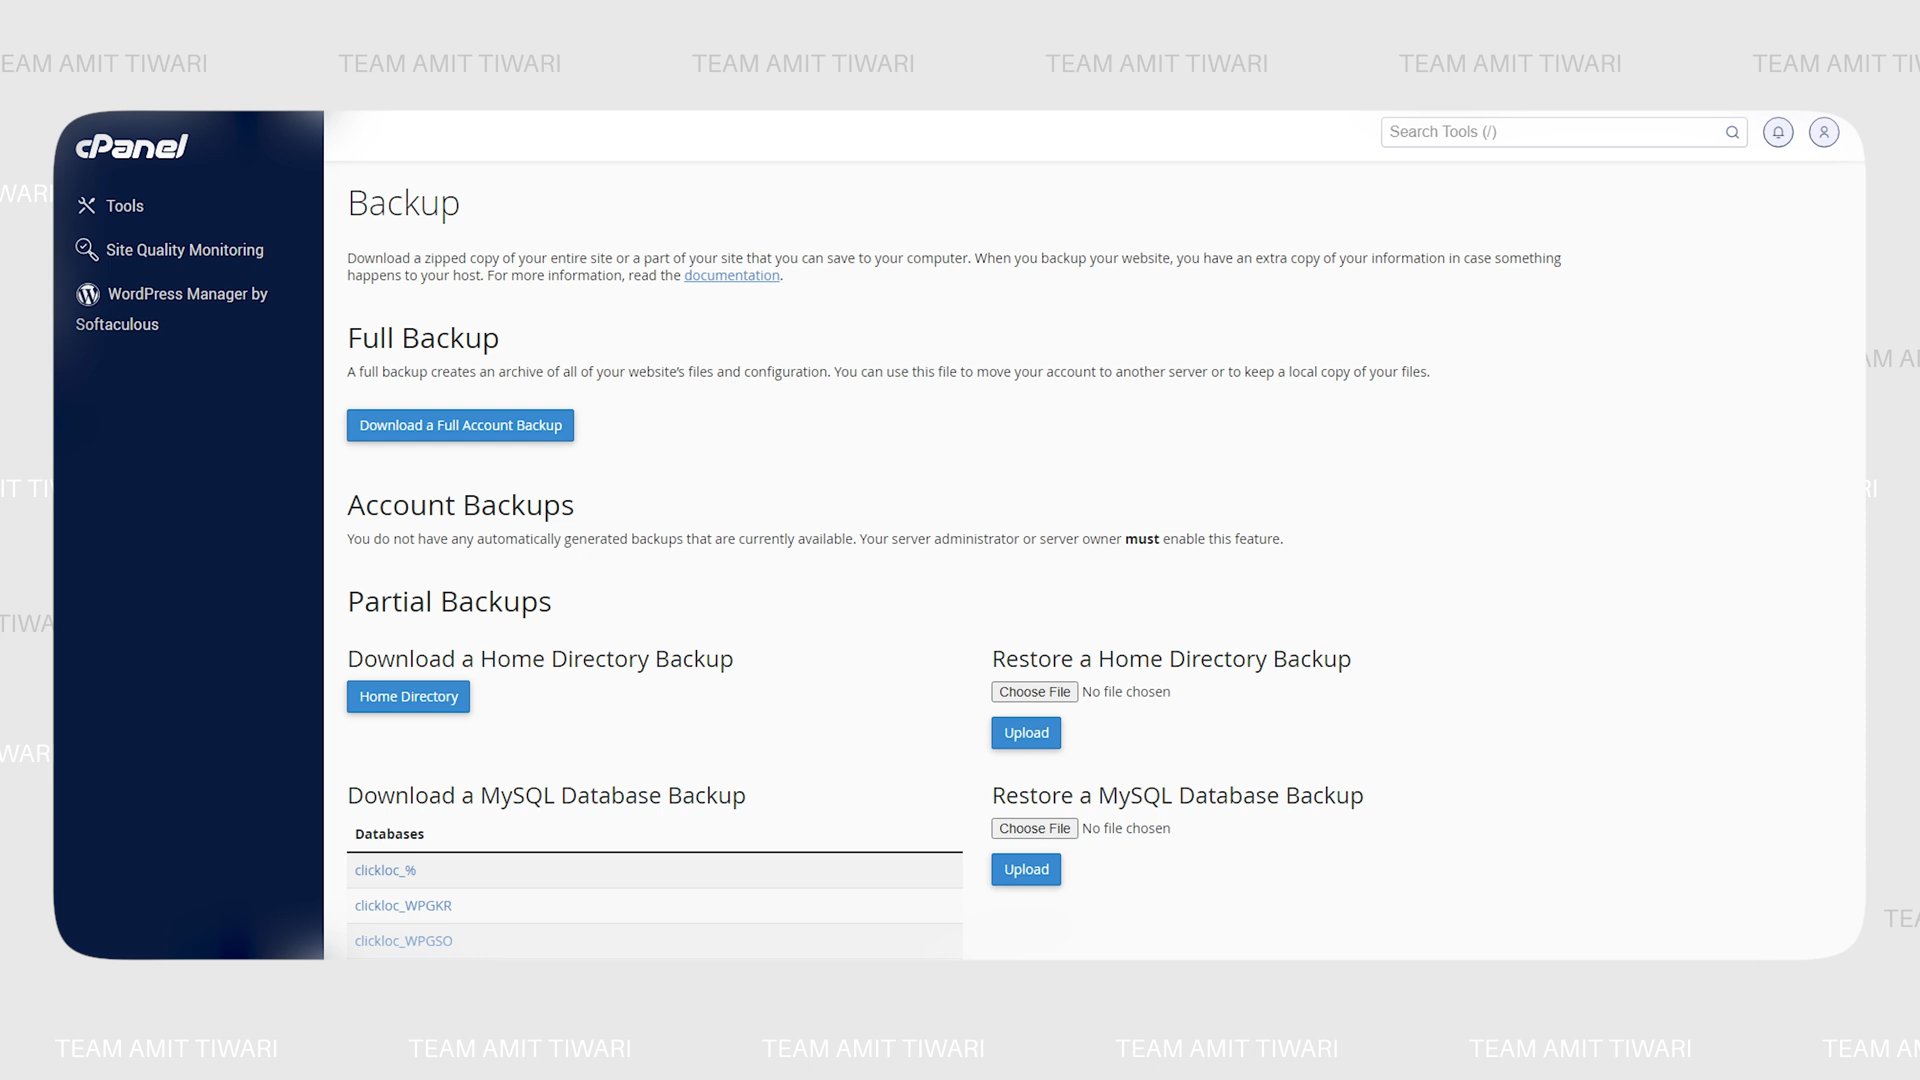 EAM AMIT TIWARI TEAM AMIT TIWARI TEAM AMIT TIWARI TEAM AMIT TIWARI TEAM AMIT TIWARI TEAM AMIT
cPanel
Search Tools (/)
Tools
Site Quality Monitoring
WordPress Manager by
Softaculous
Backup
Download a zipped copy of your entire site or a part of your site that you can save to your computer. When you backup your website, you have an extra copy of your information in case something
happens to your host. For more information, read the documentation.
Full Backup
A full backup creates an archive of all of your website's files and configuration. You can use this file to move your account to another server or to keep a local copy of your files.
Download a Full Account Backup
Account Backups
You do not have any automatically generated backups that are currently available. Your server administrator or server owner must enable this feature.
Partial Backups
Download a Home Directory Backup
Home Directory
Restore a Home Directory Backup
Choose File No file chosen
Upload
Download a MySQL Database Backup
Databases
clickloc_%
clickloc_WPGKR
clickloc_WPGSO
Restore a MySQL Database Backup
Choose File No file chosen
Upload
TEAM AMIT TIWARI TEAM AMIT TIWARI TEAM AMIT TIWARI TEAM AMIT TIWARI TEAM AMIT TIWARI TEAM